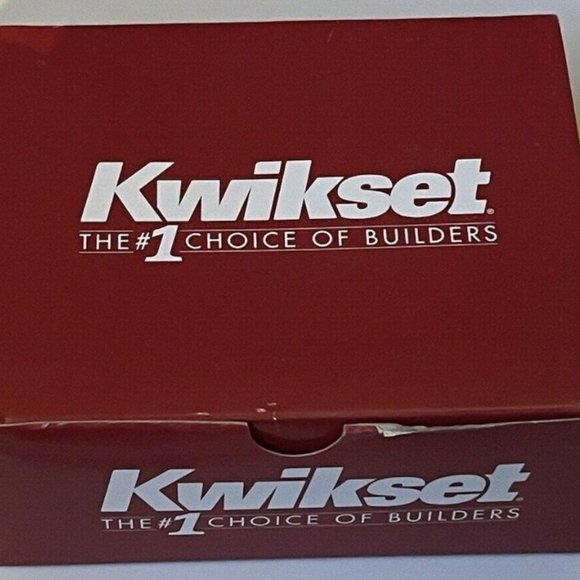 Kwikset®
THE #1 CHOICE OF BUILDERS
Kwikset
THE #1 CHOICE OF BUILDERS